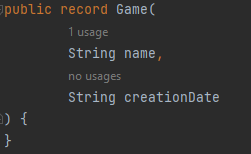 public record Game(
1 usage
String name,
no usages
String creationDate
) {
}